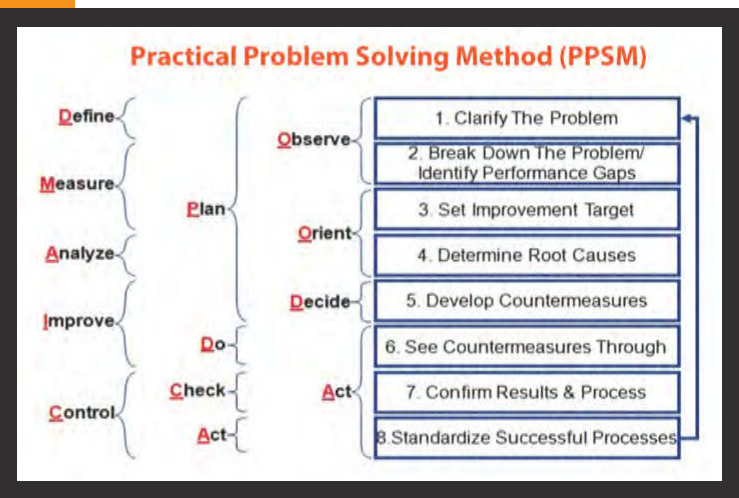 Practical Problem Solving Method (PPSM)
Define
Measure
Analyze
Improve
Control
Plan
Do
Check
Act
Observe
Orient
Decide
Act
1. Clarify The Problem
2. Break Down The Problem/
Identify Performance Gaps
3. Set Improvement Target
4. Determine Root Causes
5. Develop Countermeasures
6. See Countermeasures Through
7. Confirm Results & Process
8.Standardize Successful Processes